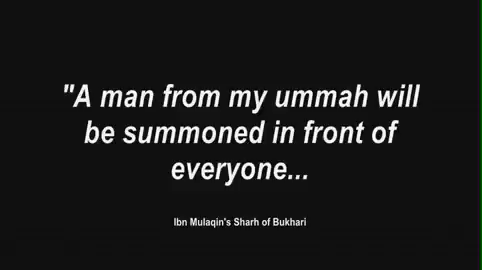 "A man from my ummah will
be summoned in front of
everyone...
Ibn Mulaqin's Sharh of Bukhari